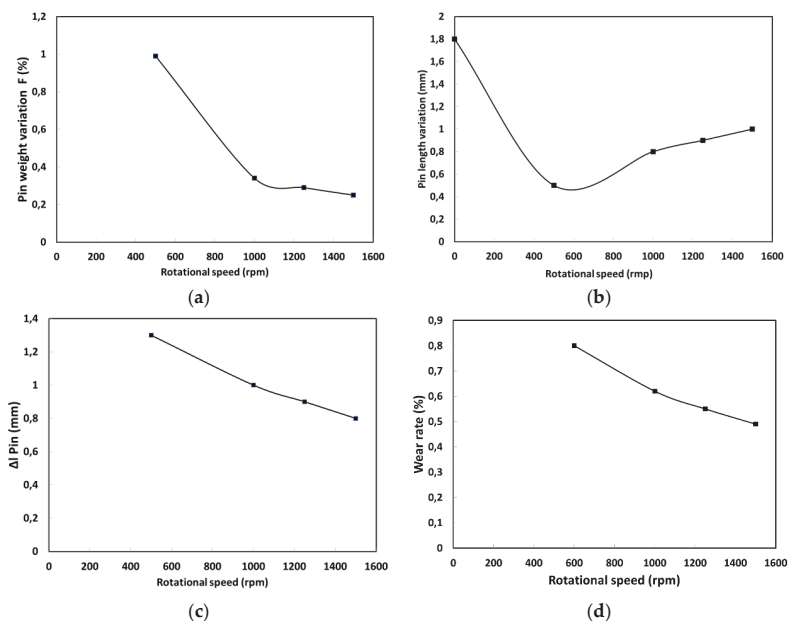 1,2
1
0,8
0,6
0,4
0,2
0
Pin weight variation F (%)
0 200 400 600 800 1000 1200 1400 1600
Rotational speed (rpm)
(a)
2
1,8
1,6
1,4
1,2
1
0,8
0,6
0,4
0,2
0
Pin length variation (mm)
0 200 400 600 800 1000 1200 1400 1600
Rotational speed (rmp)
(b)
1,4
1,2
1
0,8
0,6
0,4
0,2
0
Δl Pin (mm)
0 200 400 600 800 1000 1200 1400 1600
Rotational speed (rpm)
(c)
0,9
0,8
0,7
0,6
0,5
0,4
0,3
0,2
0,1
0
Wear rate (%)
0 200 400 600 800 1000 1200 1400 1600
Rotational speed (rpm)
(d)